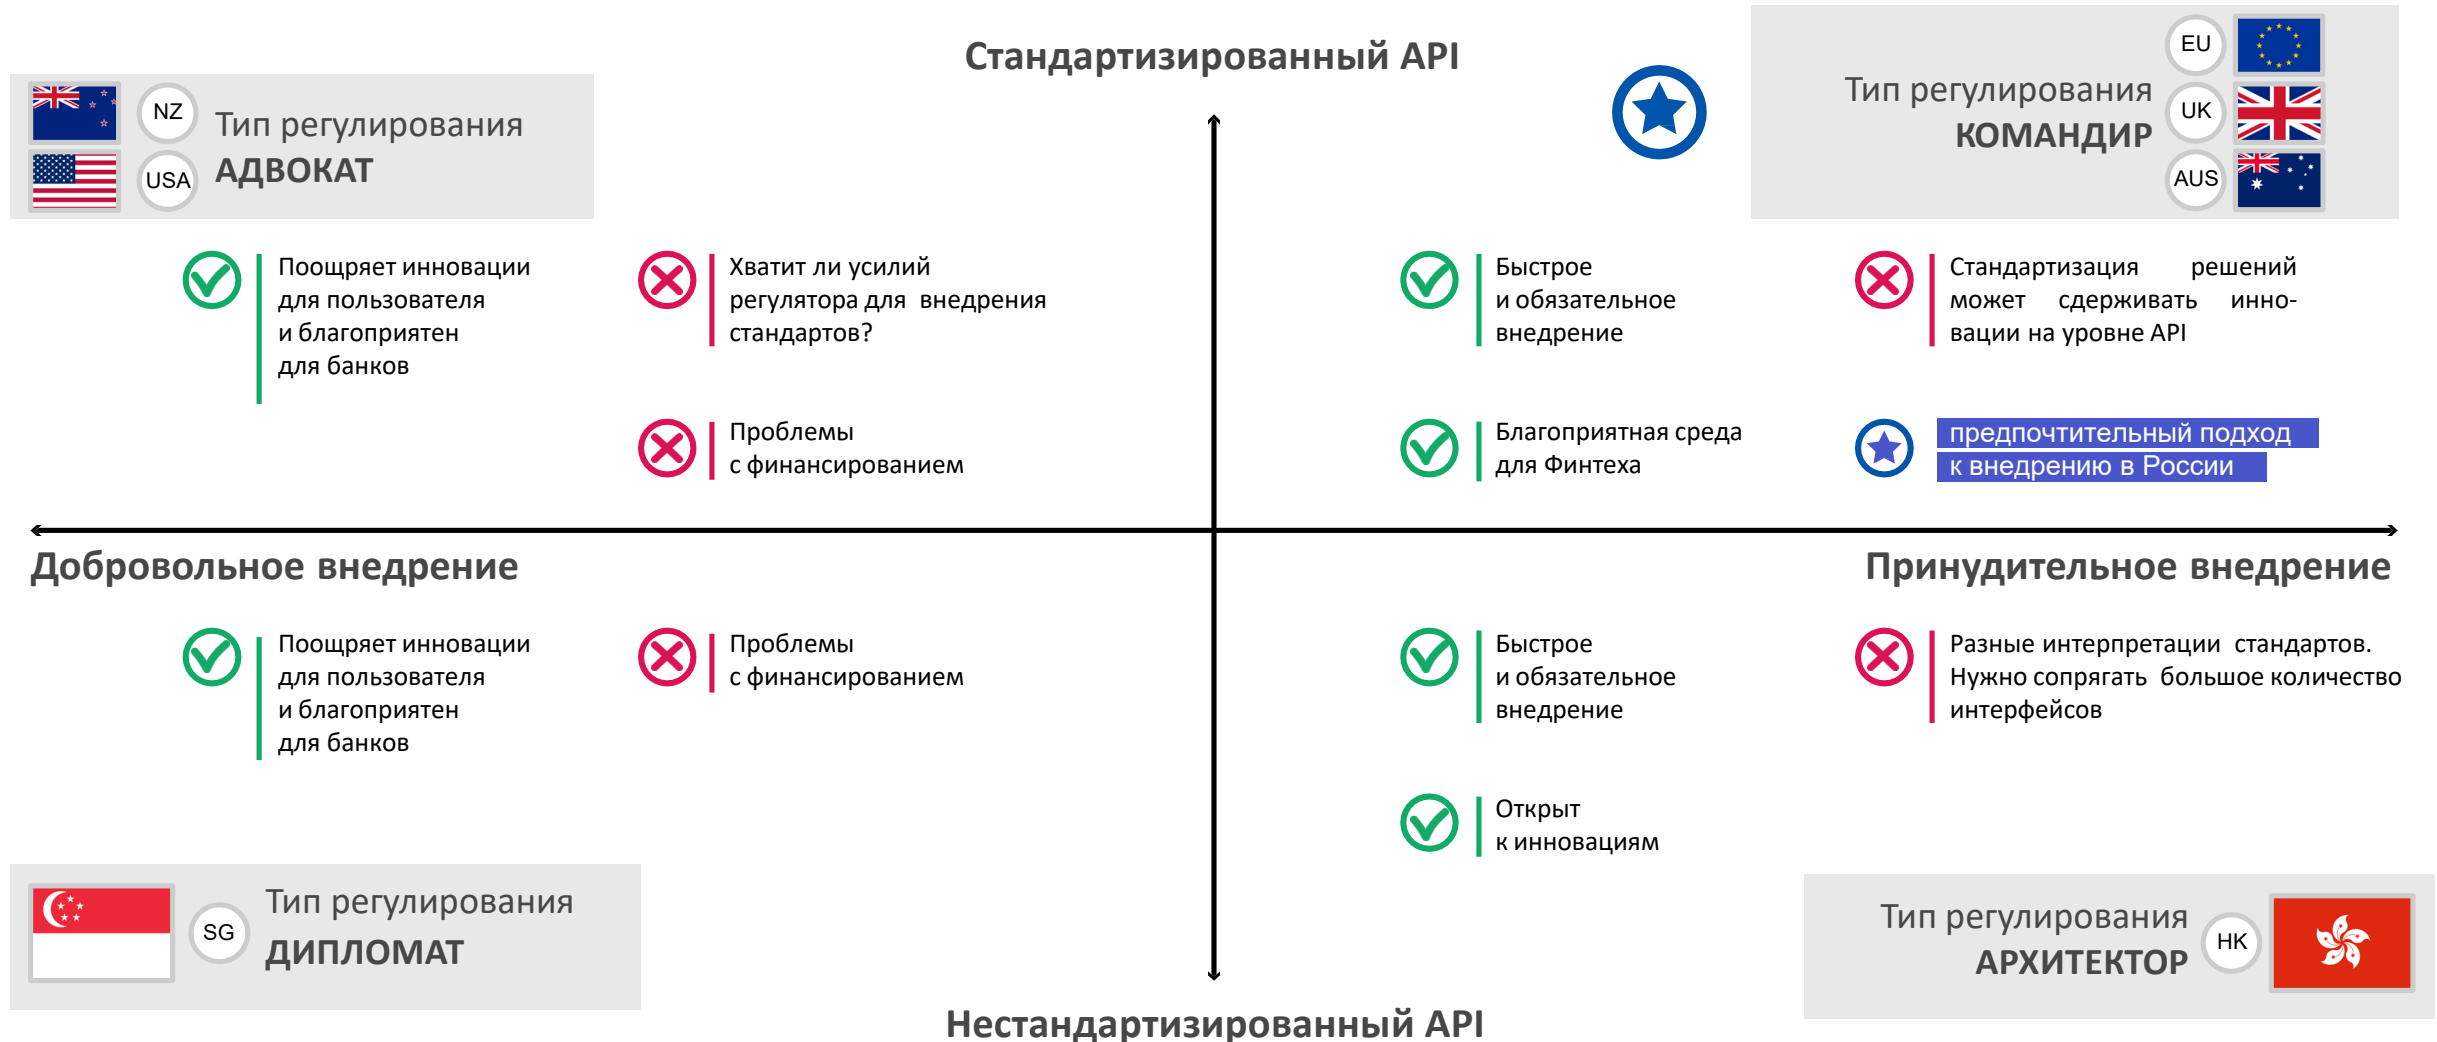 Стандартизированный API
NZ
USA
Тип регулирования
АДВОКАТ
Тип регулирования
КОМАНДИР
EU
UK
AUS
Поощряет инновации
для пользователя
и благоприятен
для банков
Хватит ли усилий
регулятора для внедрения
стандартов?
Проблемы
с финансированием
Быстрое
и обязательное
внедрение
Благоприятная среда
для Финтеха
Стандартизация решений
может сдерживать инно-
вации на уровне API
предпочтительный подход
к внедрению в России
Добровольное внедрение
Принудительное внедрение
Поощряет инновации
для пользователя
и благоприятен
для банков
Проблемы
с финансированием
Быстрое
и обязательное
внедрение
Открыт
к инновациям
Разные интерпретации стандартов.
Нужно сопрягать большое количество
интерфейсов
SG
Тип регулирования
ДИПЛОМАТ
Тип регулирования
АРХИТЕКТОР
HK
Нестандартизированный API